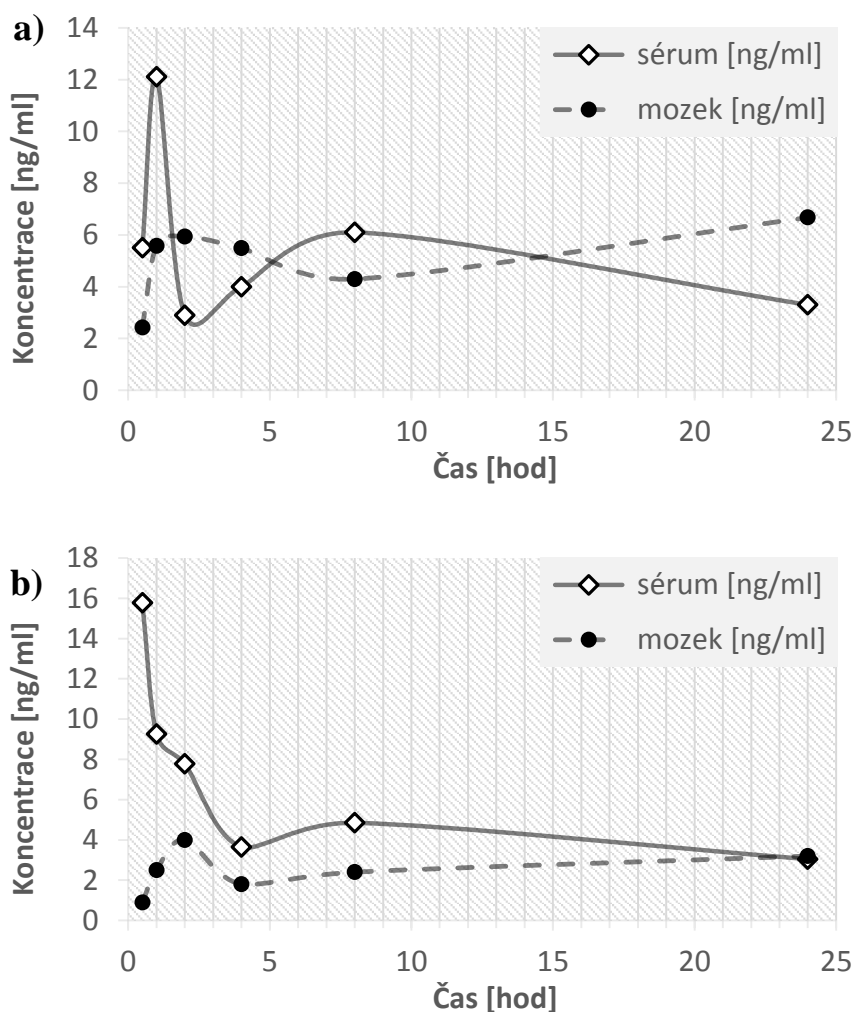 a)
Koncentrace [ng/ml]
14
12
10
8
6
4
2
0
sérum [ng/ml]
mozek [ng/ml]
0 5 10 15 20 25
Čas [hod]
b)
Koncentrace [ng/ml]
18
16
14
12
10
8
6
4
2
0
sérum [ng/ml]
mozek [ng/ml]
0 5 10 15 20 25
Čas [hod]